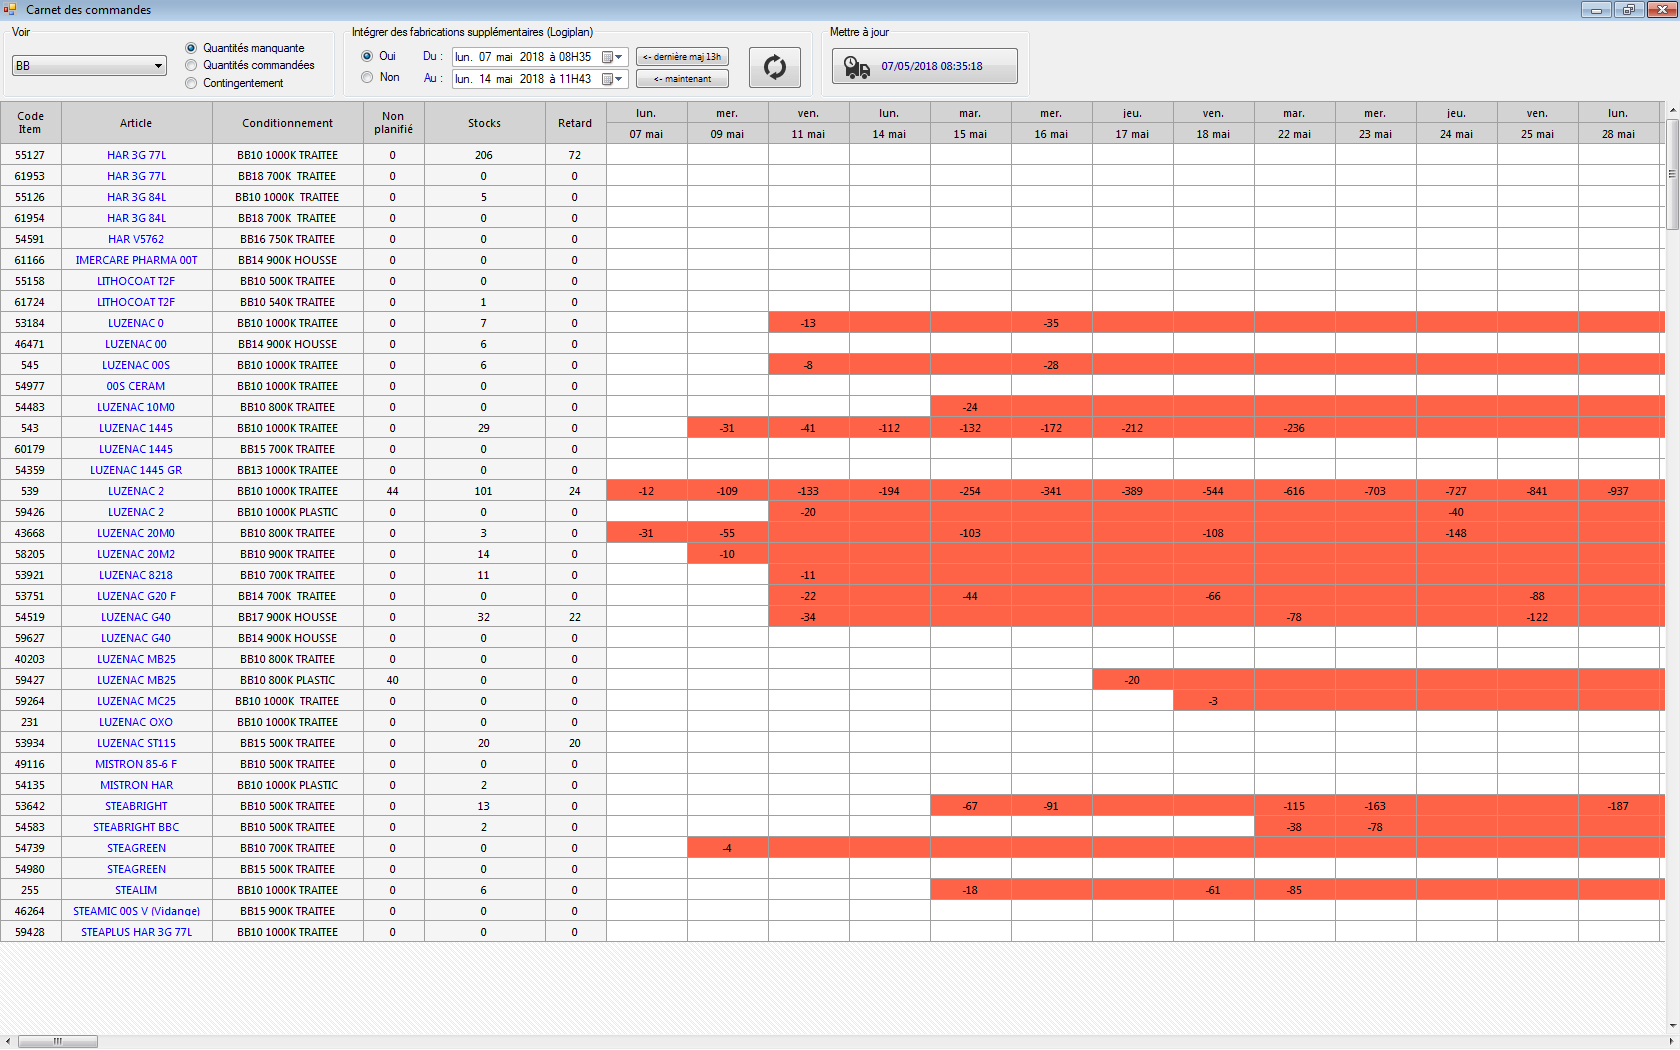 Carnet des commandes
Voir
BB
Quantités manquante
Quantités commandées
Contingentement
Intégrer des fabrications supplémentaires (Logiplan)
Oui
Non
Du : lun. 07 mai 2018 à 08H35 <- dernière maj 13h
Au : lun. 14 mai 2018 à 11H43 <- maintenant
Mettre à jour
07/05/2018 08:35:18
Code Item Article Conditionnement Non planifié Stocks Retard lun. mer. ven. lun. mar. mer. jeu. ven. mar. mer. jeu. ven. lun.
07 mai 09 mai 11 mai 14 mai 15 mai 16 mai 17 mai 18 mai 22 mai 23 mai 24 mai 25 mai 28 mai
55127 HAR 3G 77L BB10 1000K TRAITEE 0 206 72
61953 HAR 3G 77L BB18 700K TRAITEE 0 0 0
55126 HAR 3G 84L BB10 1000K TRAITEE 0 5 0
61954 HAR 3G 84L BB18 700K TRAITEE 0 0 0
54591 HAR V5762 BB16 750K TRAITEE 0 0 0
61166 IMERCARE PHARMA 00T BB14 900K HOUSSE 0 0 0
55158 LITHOCOAT T2F BB10 500K TRAITEE 0 0 0
61724 LITHOCOAT T2F BB10 540K TRAITEE 0 1 0
53184 LUZENAC 0 BB10 1000K TRAITEE 0 7 0 -13 -35
46471 LUZENAC 00 BB14 900K HOUSSE 0 6 0
545 LUZENAC 00S BB10 1000K TRAITEE 0 6 0 -8 -28
54977 00S CERAM BB10 1000K TRAITEE 0 0 0
54483 LUZENAC 10M0 BB10 800K TRAITEE 0 0 0 -24
543 LUZENAC 1445 BB10 1000K TRAITEE 0 29 0 -31 -41 -112 -132 -172 -212 -236
60179 LUZENAC 1445 BB15 700K TRAITEE 0 0 0
54359 LUZENAC 1445 GR BB13 1000K TRAITEE 0 0 0
539 LUZENAC 2 BB10 1000K TRAITEE 44 101 24 -12 -109 -133 -194 -254 -341 -389 -544 -616 -703 -727 -841 -937
59426 LUZENAC 2 BB10 1000K PLASTIC 0 0 0 -20 -40
43668 LUZENAC 20M0 BB10 800K TRAITEE 0 3 0 -31 -55 -103 -108 -148
58205 LUZENAC 20M2 BB10 900K TRAITEE 0 14 0 -10
53921 LUZENAC 8218 BB10 700K TRAITEE 0 11 0 -11
53751 LUZENAC G20 F BB14 700K TRAITEE 0 0 0 -22 -44 -66 -88
54519 LUZENAC G40 BB17 900K HOUSSE 0 32 22 -34 -78 -122
59627 LUZENAC G40 BB14 900K HOUSSE 0 0 0
40203 LUZENAC MB25 BB10 800K TRAITEE 0 0 0
59427 LUZENAC MB25 BB10 800K PLASTIC 40 0 0 -20
59264 LUZENAC MC25 BB10 1000K TRAITEE 0 0 0 -3
231 LUZENAC OXO BB10 1000K TRAITEE 0 0 0
53934 LUZENAC ST115 BB15 500K TRAITEE 0 20 20
49116 MISTRON 85-6 F BB10 500K TRAITEE 0 0 0
54135 MISTRON HAR BB10 1000K PLASTIC 0 2 0
53642 STEABRIGHT BB10 500K TRAITEE 0 13 0 -67 -91 -115 -163 -187
54583 STEABRIGHT BBC BB10 500K TRAITEE 0 2 0 -38 -78
54739 STEAGREEN BB10 700K TRAITEE 0 0 0 -4
54980 STEAGREEN BB15 500K TRAITEE 0 0 0
255 STEALIM BB10 1000K TRAITEE 0 6 0 -18 -61 -85
46264 STEAMIC 00S V (Vidange) BB15 900K TRAITEE 0 0 0
59428 STEAPLUS HAR 3G 77L BB10 1000K TRAITEE 0 0 0